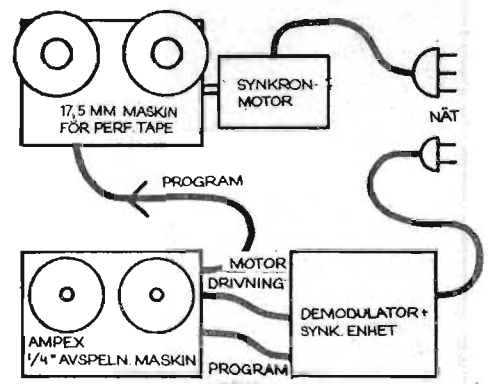 17,5 MM MASKIN
FÖR PERF. TAPE
SYNKRON-
MOTOR
NÄT
PROGRAM
MOTOR
DRIVNING
DEMODULATOR +
SYNK. ENHET
AMPEX
1/4" AVSPELN. MASKIN
PROGRAM